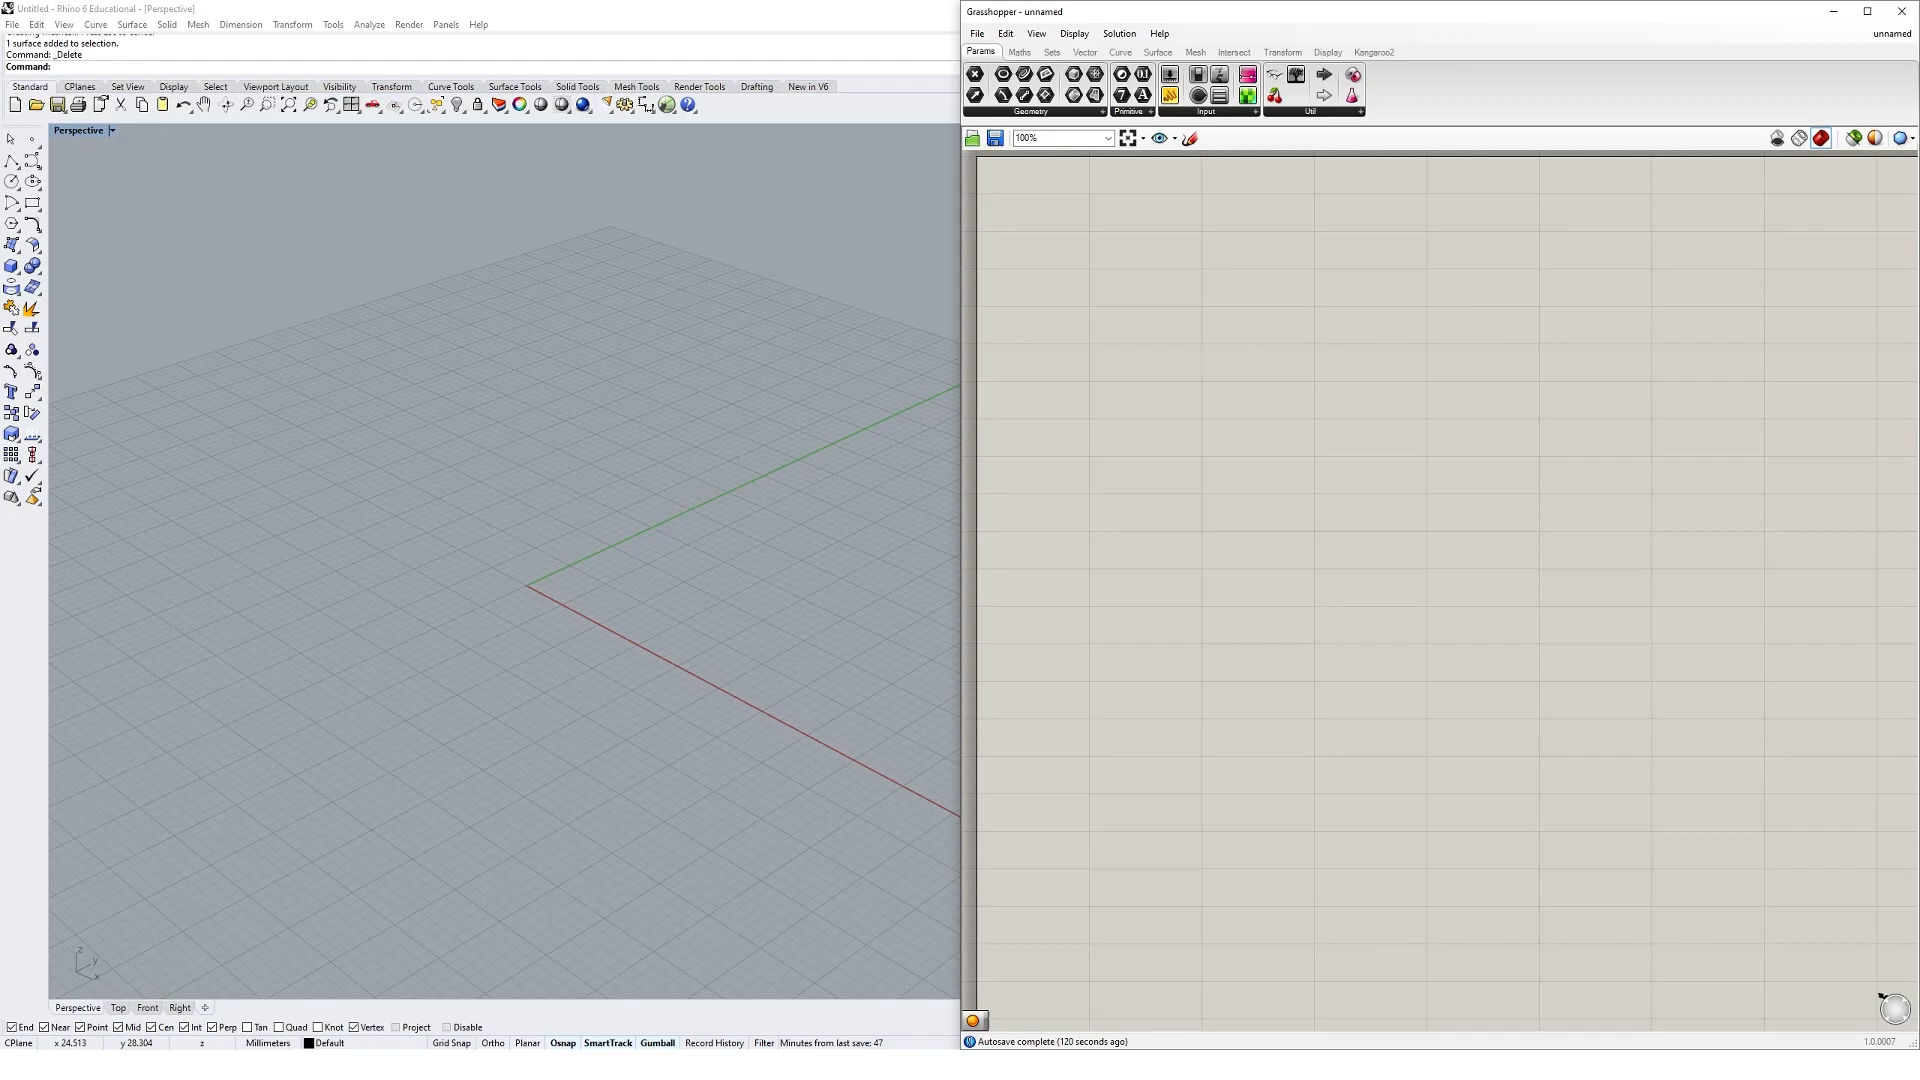 Untitled - Rhino 6 Educational - [Perspective]
File Edit View Curve Surface Solid Mesh Dimension Transform Tools Analyze Render Panels Help
1 surface added to selection.
Command: _Delete
Command:
Standard CPlanes Set View Display Select Viewport Layout Visibility Transform Curve Tools Surface Tools Solid Tools Mesh Tools Render Tools Drafting New in V6
Perspective
z
y
x
Perspective Top Front Right
End Near Point Mid Cen Int Perp Tan Quad Knot Vertex Project Disable
CPlane x 24.513 y 28.304 z Millimeters Default Grid Snap Ortho Planar Osnap SmartTrack Gumball Record History Filter Minutes from last save: 47
Grasshopper - unnamed
File Edit View Display Solution Help unnamed
Params Maths Sets Vector Curve Surface Mesh Intersect Transform Display Kangaroo2
Geometry + Primitive + Input + Util +
100%
Autosave complete (120 seconds ago) 1.0.0007